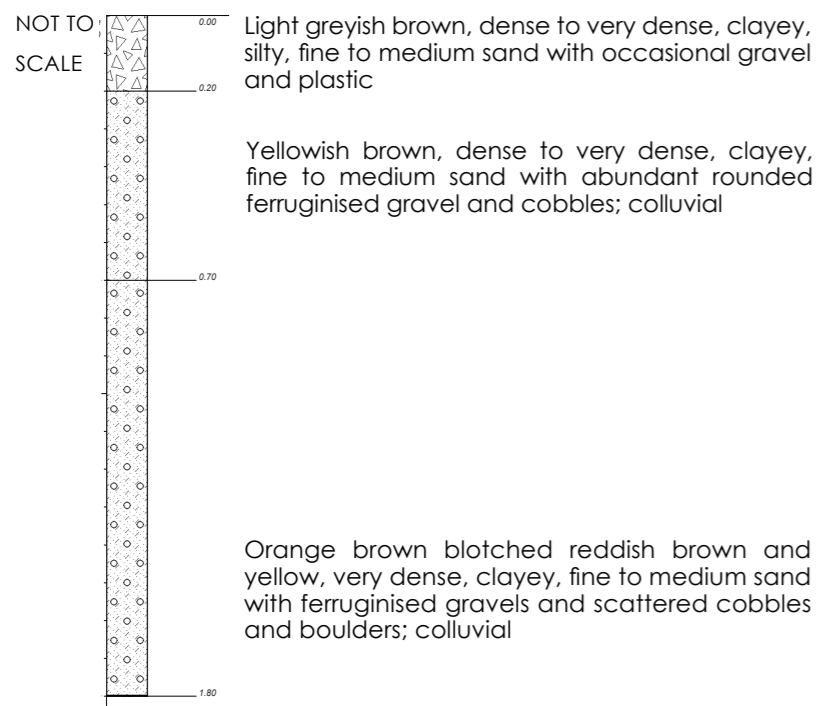 NOT TO
SCALE
0.00
Light greyish brown, dense to very dense, clayey,
silty, fine to medium sand with occasional gravel
and plastic
0.20
Yellowish brown, dense to very dense, clayey,
fine to medium sand with abundant rounded
ferruginised gravel and cobbles; colluvial
0.70
Orange brown blotched reddish brown and
yellow, very dense, clayey, fine to medium sand
with ferruginised gravels and scattered cobbles
and boulders; colluvial
1.80